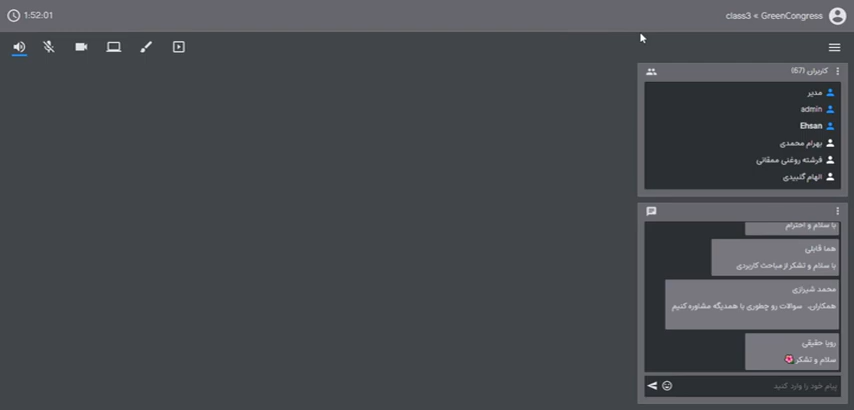 1:52:01
class3 < GreenCongress
کاربران (67)
مدیر
admin
Ehsan
بهرام محمدی
فرشته روغنی ممقانی
الهام گنبیدی
با سلام و احترام
هما قابلی
با سلام و تشکر از مباحث کاربردی
محمد شیرازی
همکاران. سوالات رو چطوری با همدیگه مشاوره کنیم
رویا حقیقی
سلام و تشکر 🌺
پیام خود را وارد کنید